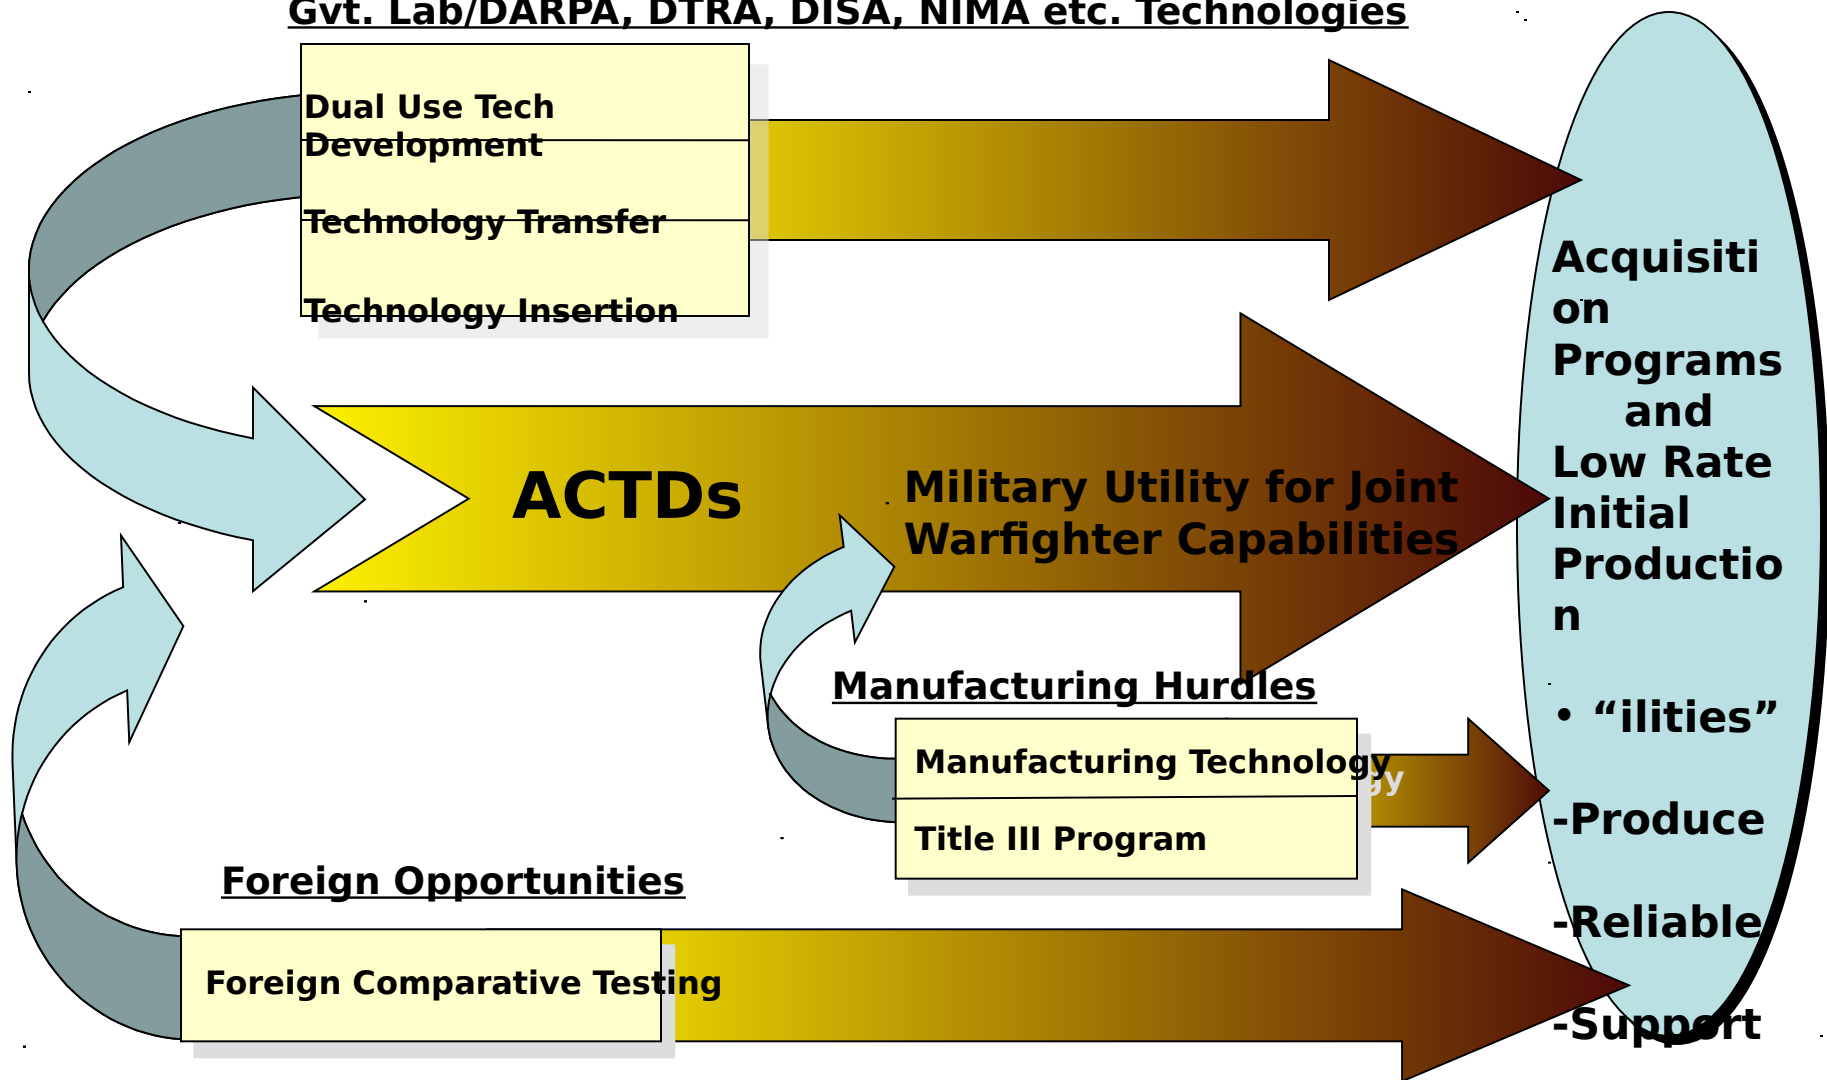 Gvt. Lab/DARPA, DTRA, DISA, NIMA etc. Technologies
Dual Use Tech
Development
Technology Transfer
Technology Insertion
ACTDs
Military Utility for Joint
Warfighter Capabilities
Manufacturing Hurdles
Manufacturing Technology
Title III Program
Foreign Opportunities
Foreign Comparative Testing
Acquisiti
on
Programs
and
Low Rate
Initial
Productio
n
• “ilities”
-Produce
-Reliable
-Support